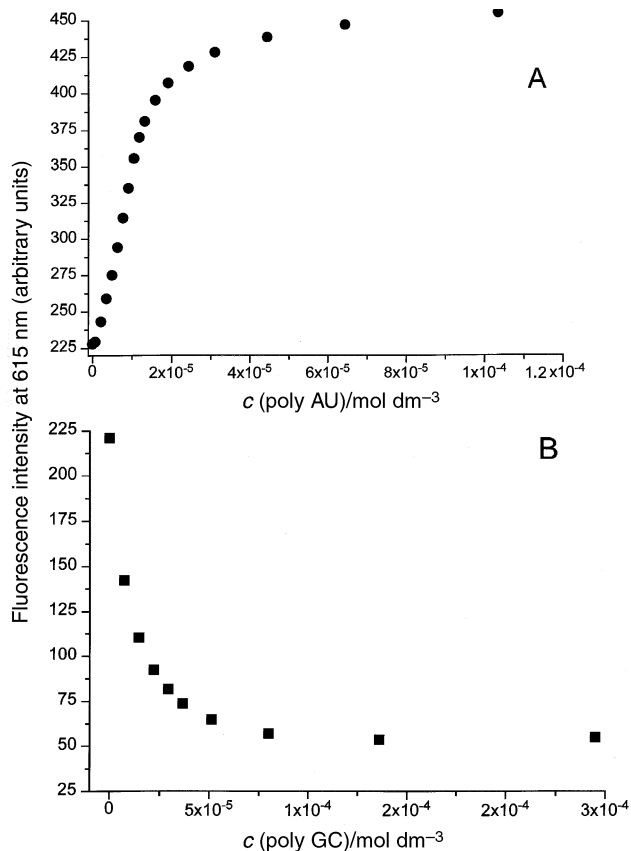 Fluorescence intensity at 615 nm (arbitrary units)
450
425
400
375
350
325
300
275
250
225
A
0 2x10⁻⁵ 4x10⁻⁵ 6x10⁻⁵ 8x10⁻⁵ 1x10⁻⁴ 1.2x10⁻⁴
c (poly AU)/mol dm⁻³
225
200
175
150
125
100
75
50
25
B
0 5x10⁻⁵ 1x10⁻⁴ 2x10⁻⁴ 2x10⁻⁴ 3x10⁻⁴
c (poly GC)/mol dm⁻³